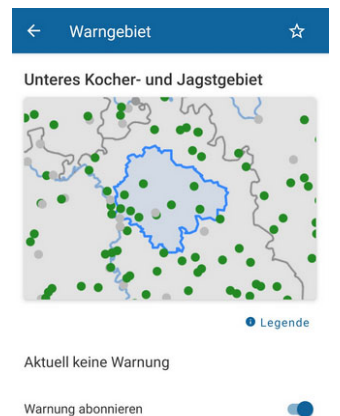 Warngebiet
Unteres Kocher- und Jagstgebiet
Legende
Aktuell keine Warnung
Warnung abonnieren